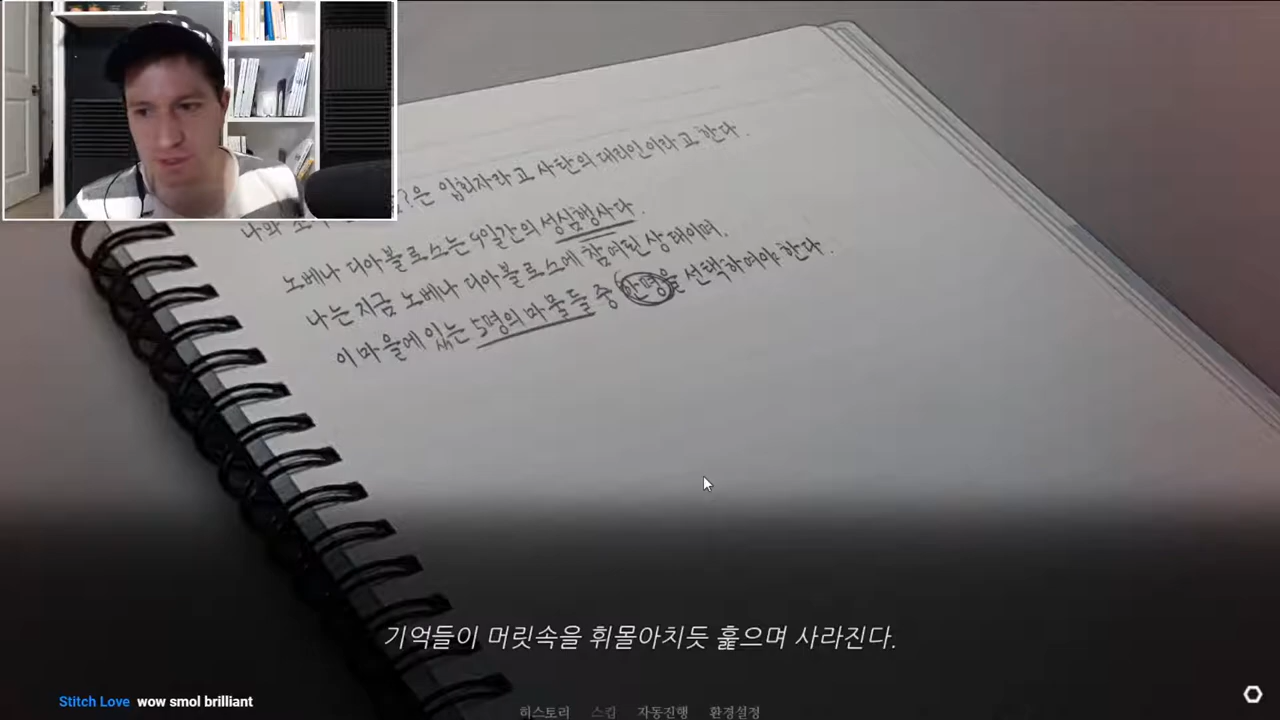 ?은 입회자라고 사탄의 대리인이라고 한다.
노베나 디아볼로스는 9일간의 성심행사다.
나는 지금 노베나 디아볼로스에 참여된 상태이며,
이 마을에 있는 5명의 마물들 중 한명을 선택하여야 한다.
기억들이 머릿속을 휘몰아치듯 훑으며 사라진다.
Stitch Love wow smol brilliant
히스토리 스킵 자동진행 환경설정